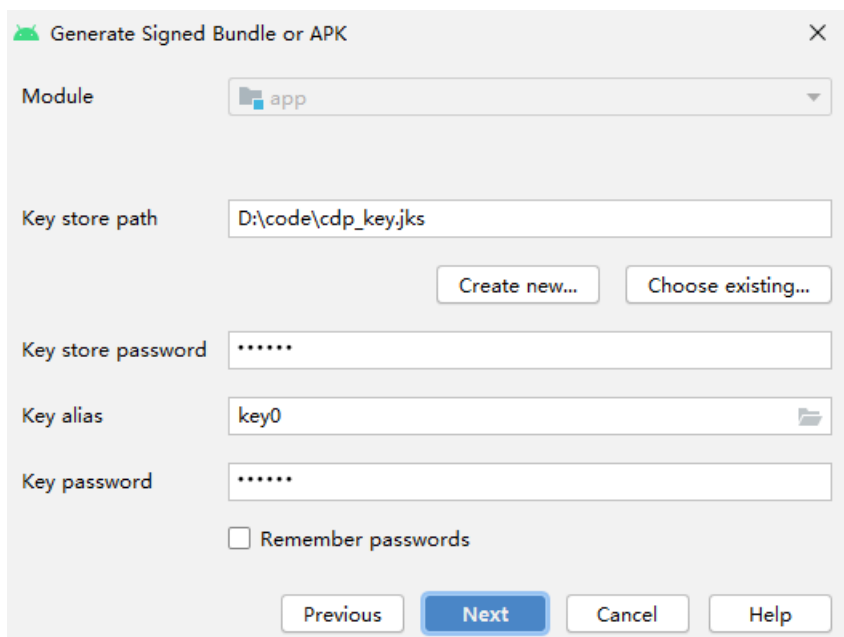 Generate Signed Bundle or APK
Module
app
Key store path
D:\code\cdp_key.jks
Create new...
Choose existing...
Key store password
••••••
Key alias
key0
Key password
••••••
Remember passwords
Previous
Next
Cancel
Help